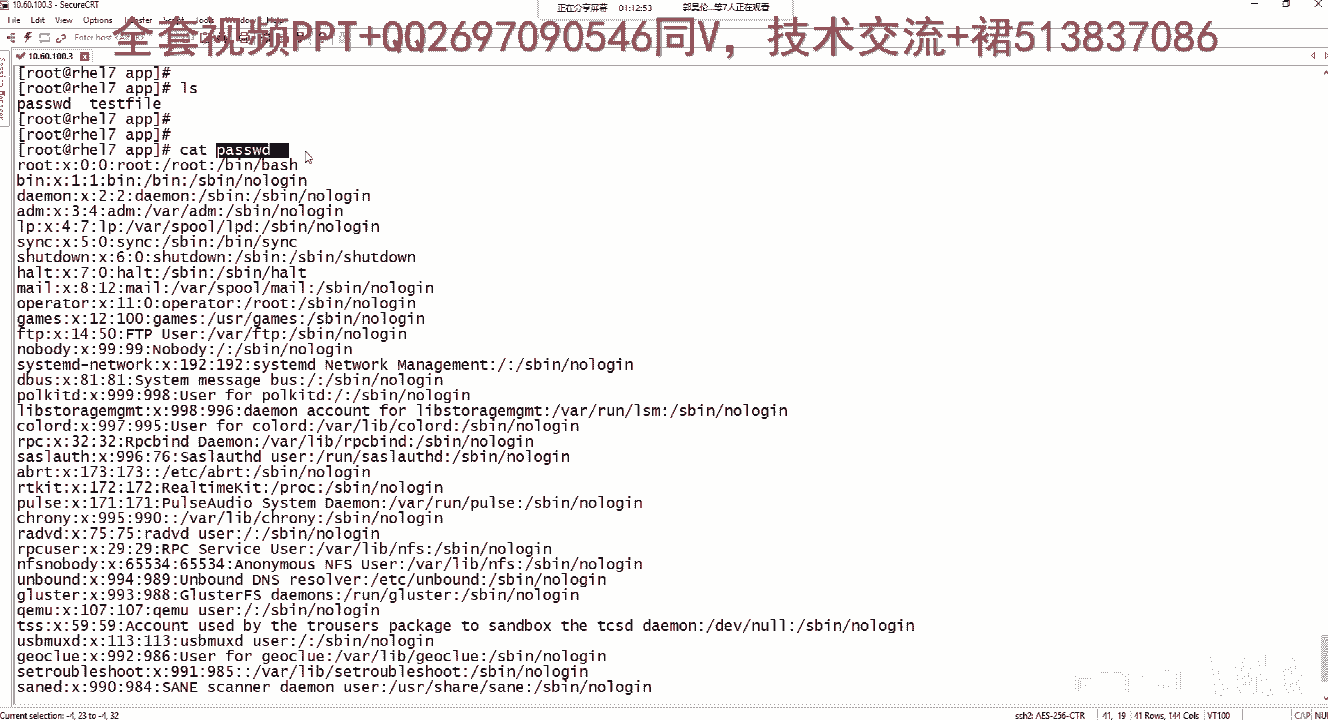 10.60.100.3 - SecureCRT
正在分享屏幕 01:12:53
File Edit View Options Transfer Script Tools Window Help
全套视频PPT+QQ2697090546同V，技术交流+裙513837086
10.60.100.3
[root@rhel7 app]#
[root@rhel7 app]# ls
passwd  testfile
[root@rhel7 app]#
[root@rhel7 app]#
[root@rhel7 app]# cat passwd
root:x:0:0:root:/root:/bin/bash
bin:x:1:1:bin:/bin:/sbin/nologin
daemon:x:2:2:daemon:/sbin:/sbin/nologin
adm:x:3:4:adm:/var/adm:/sbin/nologin
lp:x:4:7:lp:/var/spool/lpd:/sbin/nologin
sync:x:5:0:sync:/sbin:/bin/sync
shutdown:x:6:0:shutdown:/sbin:/sbin/shutdown
halt:x:7:0:halt:/sbin:/sbin/halt
mail:x:8:12:mail:/var/spool/mail:/sbin/nologin
operator:x:11:0:operator:/root:/sbin/nologin
games:x:12:100:games:/usr/games:/sbin/nologin
ftp:x:14:50:FTP User:/var/ftp:/sbin/nologin
nobody:x:99:99:Nobody:/:/sbin/nologin
systemd-network:x:192:192:systemd Network Management:/:/sbin/nologin
dbus:x:81:81:System message bus:/:/sbin/nologin
polkitd:x:999:998:User for polkitd:/:/sbin/nologin
libstoragemgmt:x:998:996:daemon account for libstoragemgmt:/var/run/lsm:/sbin/nologin
colord:x:997:995:User for colord:/var/lib/colord:/sbin/nologin
rpc:x:32:32:Rpcbind Daemon:/var/lib/rpcbind:/sbin/nologin
saslauth:x:996:76:Saslauthd user:/run/saslauthd:/sbin/nologin
abrt:x:173:173::/etc/abrt:/sbin/nologin
rtkit:x:172:172:RealtimeKit:/proc:/sbin/nologin
pulse:x:171:171:PulseAudio System Daemon:/var/run/pulse:/sbin/nologin
chrony:x:995:990::/var/lib/chrony:/sbin/nologin
radvd:x:75:75:radvd user:/:/sbin/nologin
rpcuser:x:29:29:RPC Service User:/var/lib/nfs:/sbin/nologin
nfsnobody:x:65534:65534:Anonymous NFS User:/var/lib/nfs:/sbin/nologin
unbound:x:994:989:Unbound DNS resolver:/etc/unbound:/sbin/nologin
gluster:x:993:988:GlusterFS daemons:/run/gluster:/sbin/nologin
qemu:x:107:107:qemu user:/:/sbin/nologin
tss:x:59:59:Account used by the trousers package to sandbox the tcsd daemon:/dev/null:/sbin/nologin
usbmuxd:x:113:113:usbmuxd user:/:/sbin/nologin
geoclue:x:992:986:User for geoclue:/var/lib/geoclue:/sbin/nologin
setroubleshoot:x:991:985::/var/lib/setroubleshoot:/sbin/nologin
saned:x:990:984:SANE scanner daemon user:/usr/share/sane:/sbin/nologin
Current selection: -4, 23 to -4, 32
ssh2: AES-256-CTR 41, 19 41 Rows, 144 Cols VT100 CAP NUM